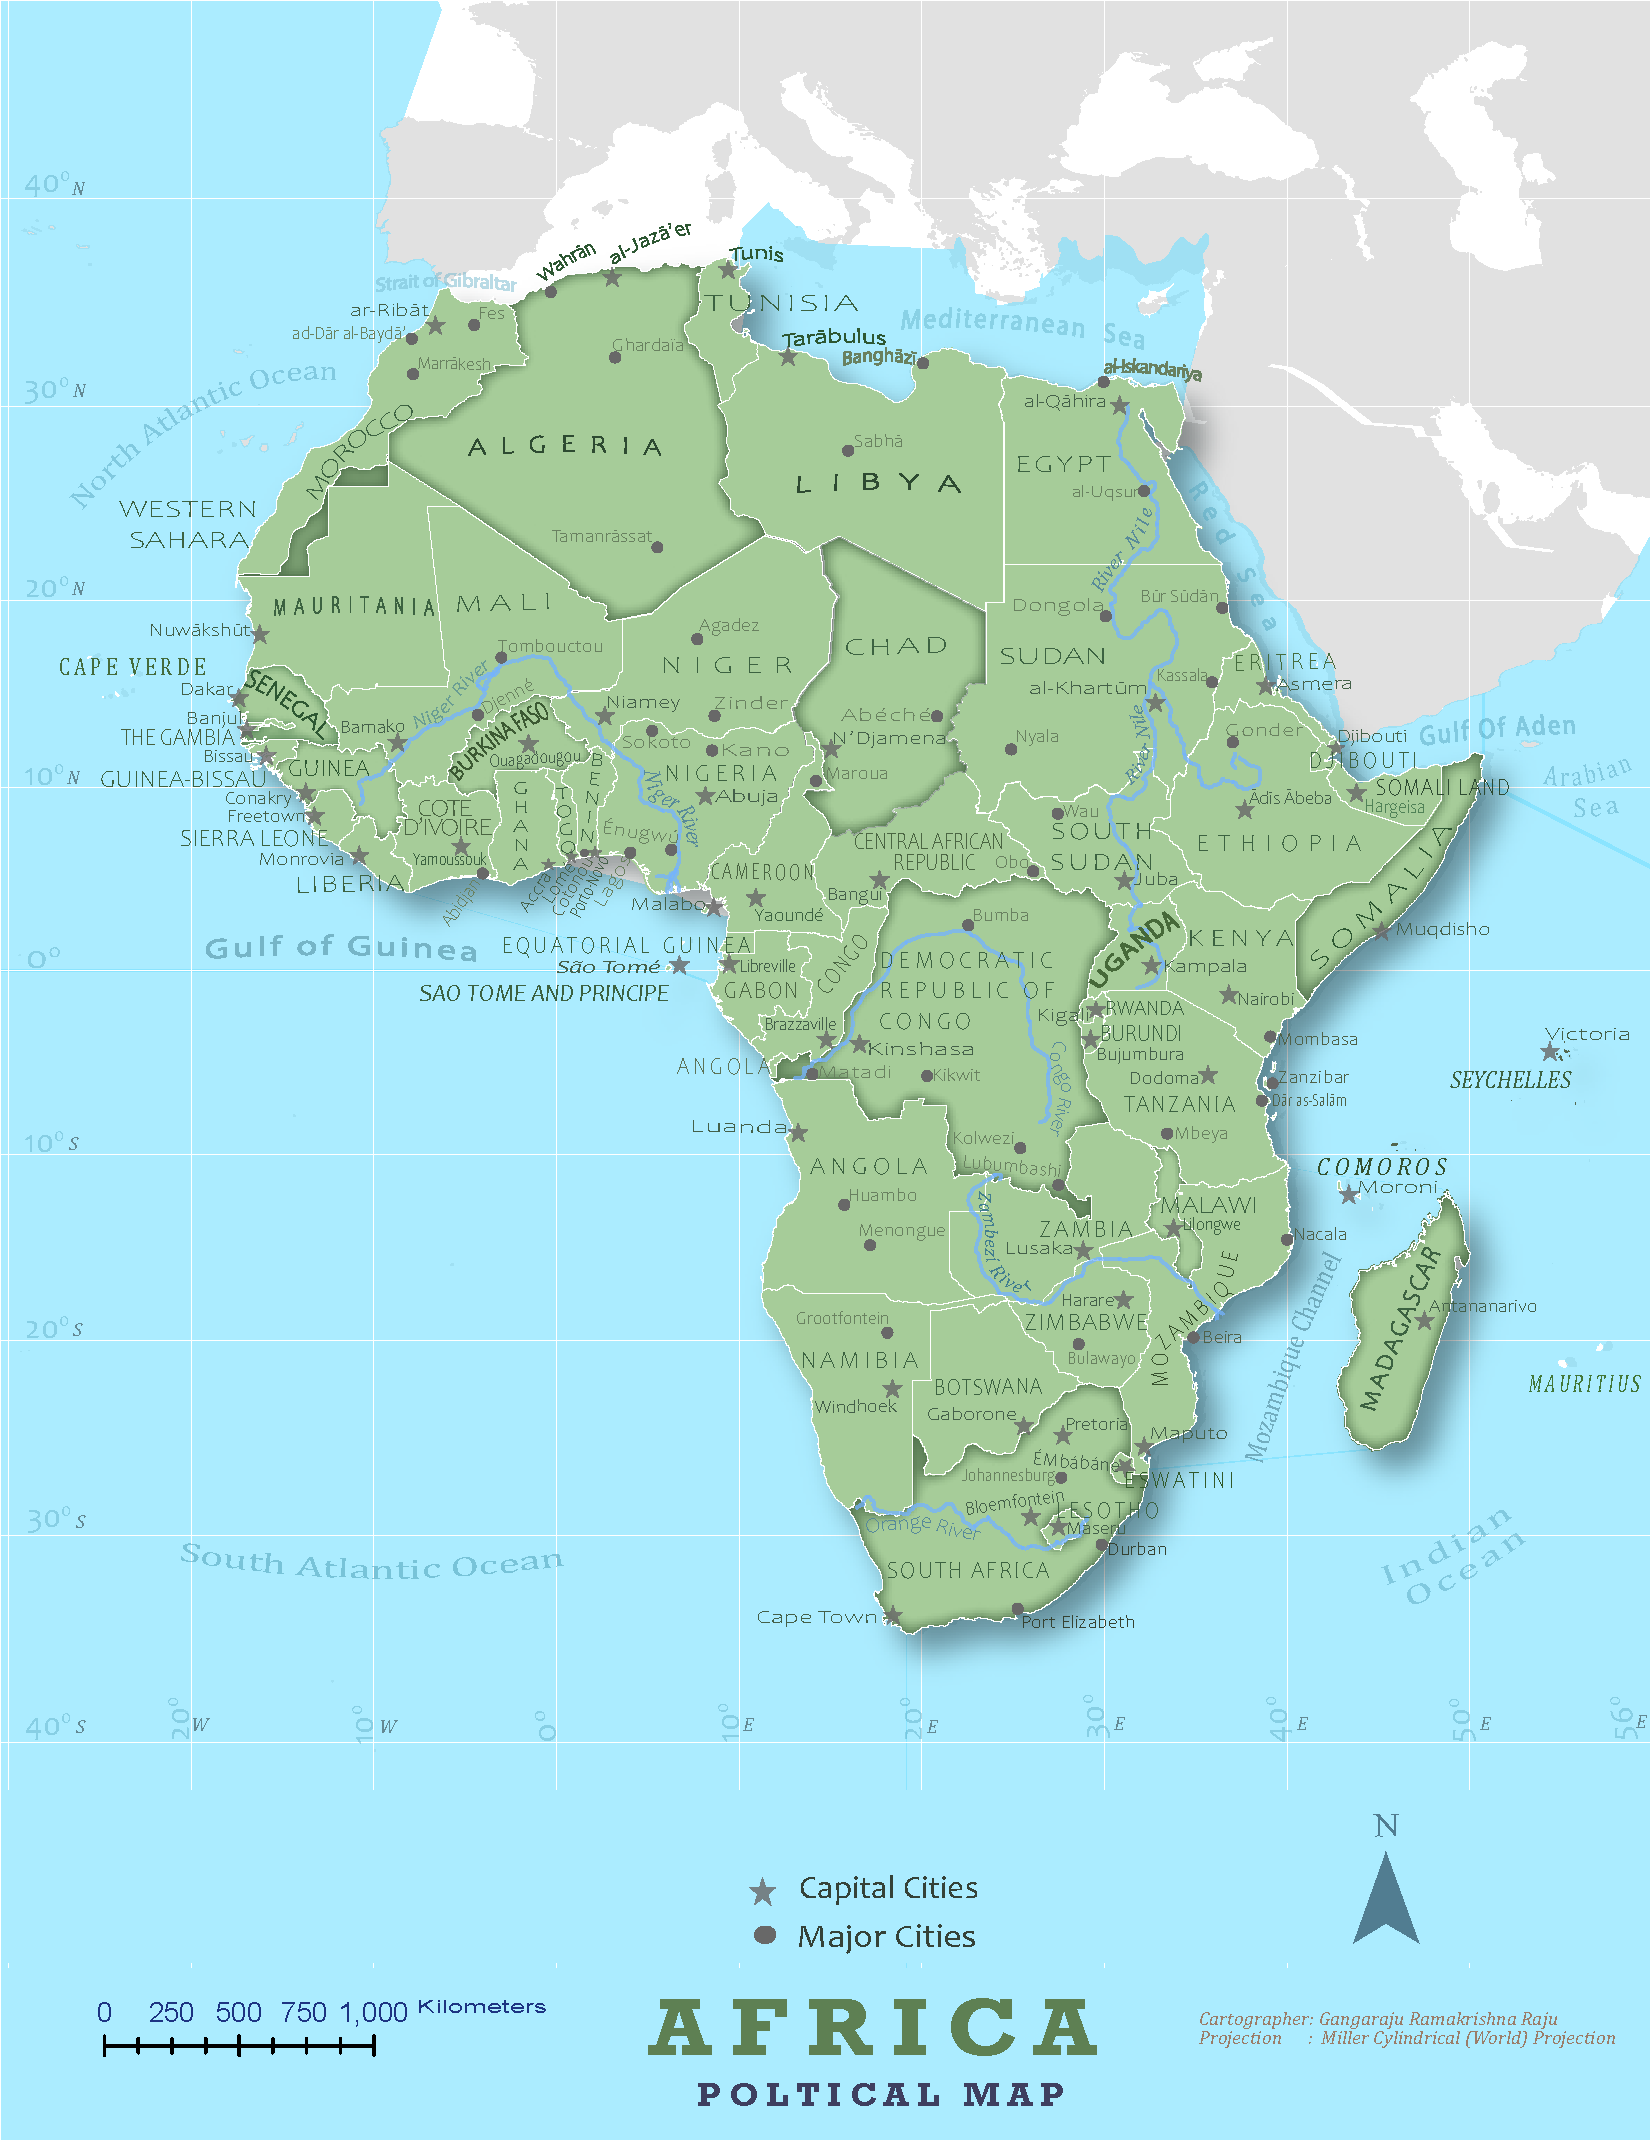 40° N
Strait of Gibraltar
Wahrān
al-Jazā'er
Tunis
TUNISIA
ar-Ribāt
Fes
ad-Dār al-Baydā'
Marrākesh
Ghardaïa
Tarābulus
Banghāzī
Mediterranean Sea
al-Iskandariya
30° N
North Atlantic Ocean
al-Qāhira
MOROCCO
ALGERIA
Sabhā
LIBYA
EGYPT
al-Uqsur
Red Sea
WESTERN
SAHARA
Tamanrāssat
River Nile
20° N
MAURITANIA
MALI
Dongola
Būr Sūdān
Nuwākshūt
Agadez
Tombouctou
CHAD
SUDAN
NIGER
ERITREA
CAPE VERDE
Dakar
SENEGAL
Niger River
Djenné
Niamey
Zinder
al-Khartūm
Kassala
Asmera
Banjul
THE GAMBIA
Bamako
BURKINA FASO
Sokoto
Kano
Abéché
N'Djamena
Nyala
River Nile
Gonder
Djibouti
DJIBOUTI
Gulf Of Aden
Bissau
GUINEA-BISSAU
GUINEA
Ouagadougou
BENIN
NIGERIA
Maroua
Arabian
Sea
10° N
Conakry
Freetown
COTE
D'IVOIRE
GHANA
TOGO
Niger River
Abuja
Wau
Adīs Ābeba
SOMALI LAND
Hargeisa
SIERRA LEONE
Monrovia
LIBERIA
Yamoussouk
Énugwú
CENTRAL AFRICAN
REPUBLIC
Obo
SOUTH
SUDAN
ETHIOPIA
SOMALIA
Abidjan
Accra
Lome
Cotonou
Porto-Novo
Lagos
CAMEROON
Bangui
Juba
Malabo
Yaoundé
Bumba
UGANDA
KENYA
Muqdisho
Gulf of Guinea
EQUATORIAL GUINEA
CONGO
0°
São Tomé
Libreville
GABON
DEMOCRATIC
REPUBLIC OF
CONGO
Kampala
SAO TOME AND PRINCIPE
Nairobi
Kigali
RWANDA
Brazzaville
BURUNDI
Bujumbura
Mombasa
Victoria
Kinshasa
ANGOLA
Matadi
Kikwit
Congo River
Dodoma
Zanzibar
SEYCHELLES
TANZANIA
Dār as-Salām
Luanda
Kolwezi
Mbeya
10° S
ANGOLA
Lubumbashi
COMOROS
Moroni
Huambo
Zambezi River
MALAWI
Menongue
ZAMBIA
Lilongwe
Lusaka
Nacala
MADAGASCAR
Mozambique Channel
Harare
MOZAMBIQUE
Antananarivo
Grootfontein
ZIMBABWE
20° S
Beira
NAMIBIA
Bulawayo
BOTSWANA
MAURITIUS
Windhoek
Gaborone
Pretoria
Maputo
ÉMbábáne
Johannesburg
ESWATINI
Bloemfontein
LESOTHO
30° S
Orange River
Maseru
Durban
Indian
Ocean
South Atlantic Ocean
SOUTH AFRICA
Cape Town
Port Elizabeth
40° S
20° W
10° W
0°
10° E
20° E
30° E
40° E
50° E
56° E
N
Capital Cities
Major Cities
0 250 500 750 1,000 Kilometers
AFRICA
POLTICAL MAP
Cartographer: Gangaraju Ramakrishna Raju
Projection : Miller Cylindrical (World) Projection